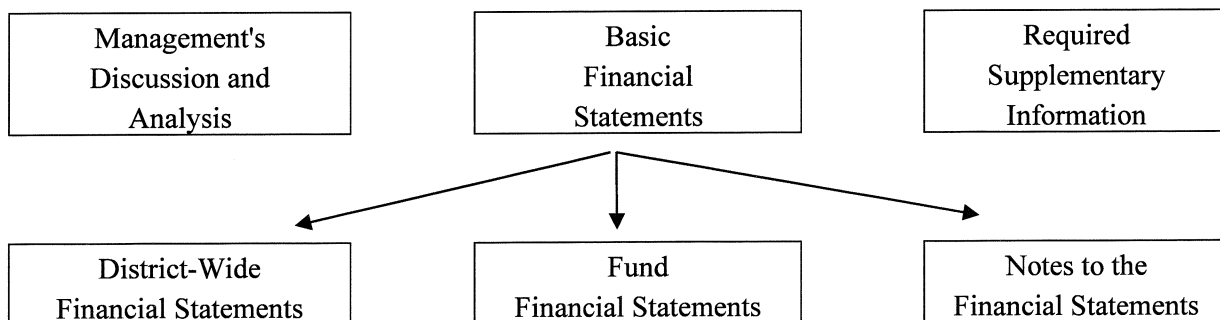 Management's
Discussion and
Analysis
Basic
Financial
Statements
Required
Supplementary
Information
District-Wide
Financial Statements
Fund
Financial Statements
Notes to the
Financial Statements